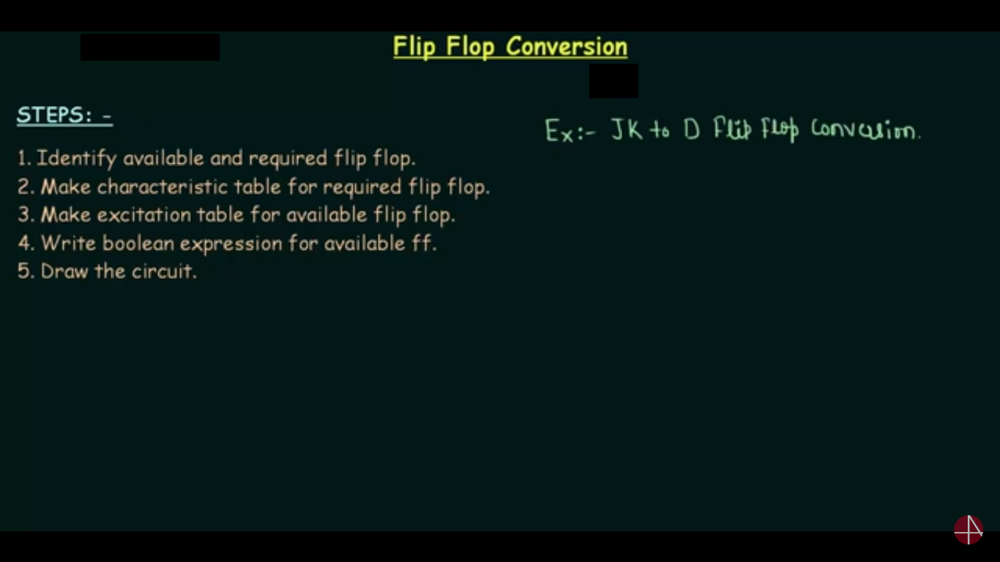 Flip Flop Conversion
STEPS: -
1. Identify available and required flip flop.
2. Make characteristic table for required flip flop.
3. Make excitation table for available flip flop.
4. Write boolean expression for available ff.
5. Draw the circuit.
Ex:- JK to D Flip Flop Conversion.